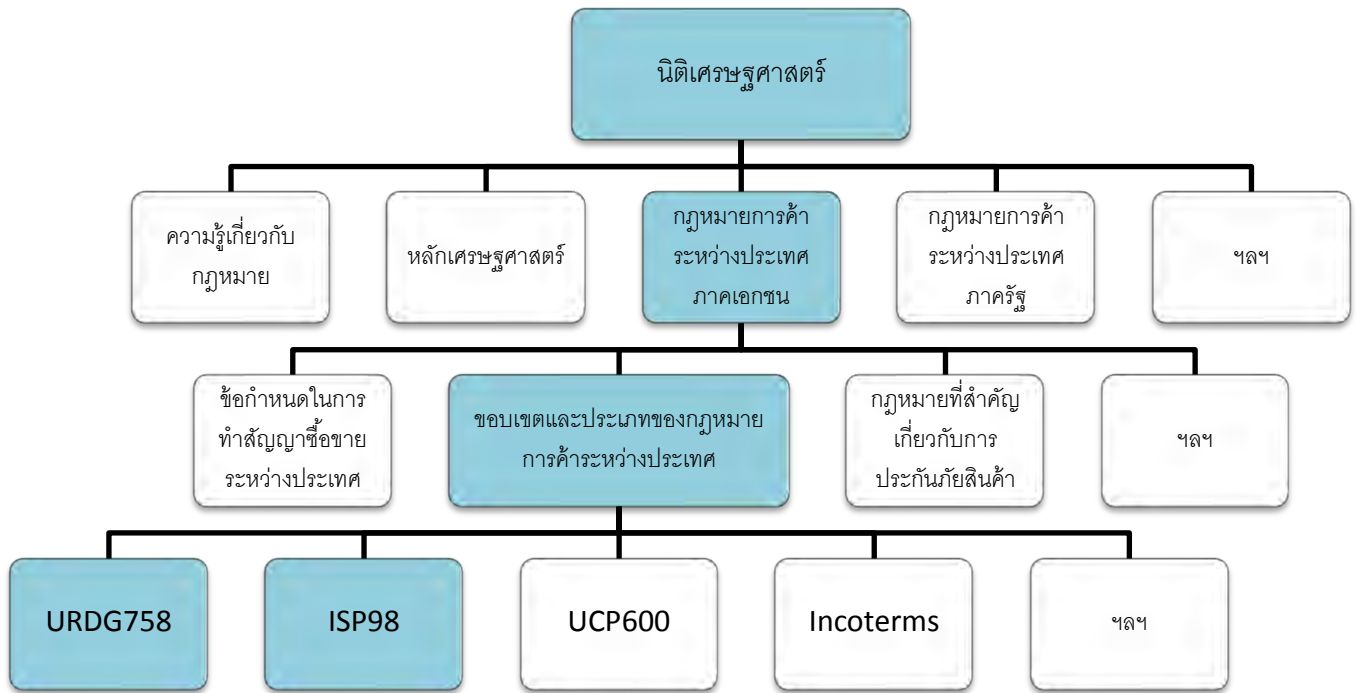 นิติเศรษฐศาสตร์
ความรู้เกี่ยวกับ
กฎหมาย
หลักเศรษฐศาสตร์
กฎหมายการค้า
ระหว่างประเทศ
ภาคเอกชน
กฎหมายการค้า
ระหว่างประเทศ
ภาครัฐ
ฯลฯ
ข้อกำหนดในการ
ทำสัญญาซื้อขาย
ระหว่างประเทศ
ขอบเขตและประเภทของกฎหมาย
การค้าระหว่างประเทศ
กฎหมายที่สำคัญ
เกี่ยวกับการ
ประกันภัยสินค้า
ฯลฯ
URDG758
ISP98
UCP600
Incoterms
ฯลฯ